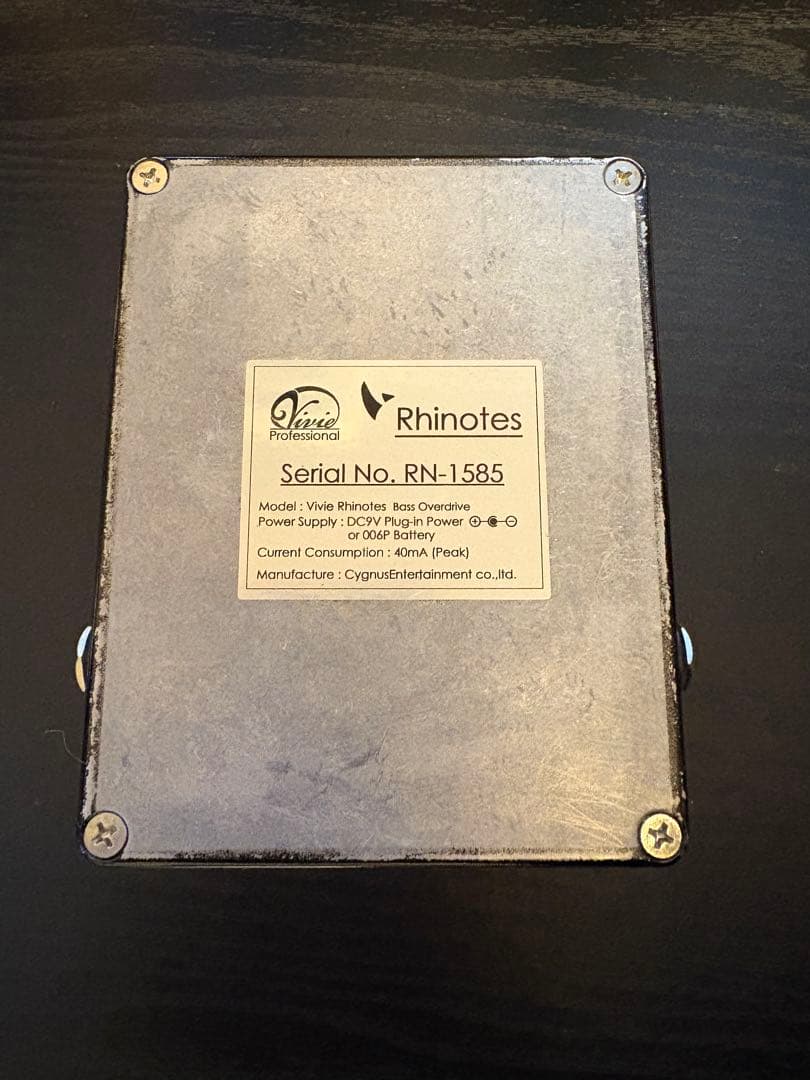 Vivie
Professional
Rhinotes
Serial No. RN-1585
Model : Vivie Rhinotes Bass Overdrive
Power Supply : DC9V Plug-in Power
or 006P Battery
Current Consumption : 40mA (Peak)
Manufacture : CygnusEntertainment co.,ltd.